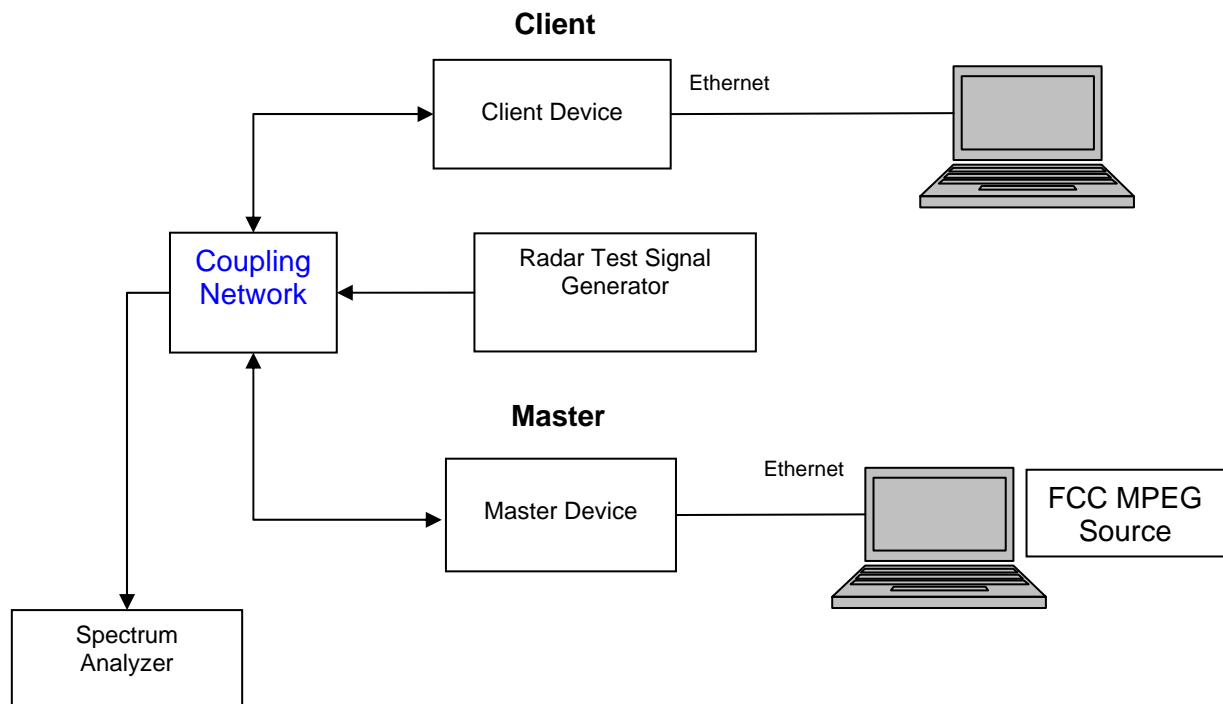 Client
Client Device
Ethernet
Coupling
Network
Radar Test Signal
Generator
Master
Master Device
Ethernet
FCC MPEG
Source
Spectrum
Analyzer